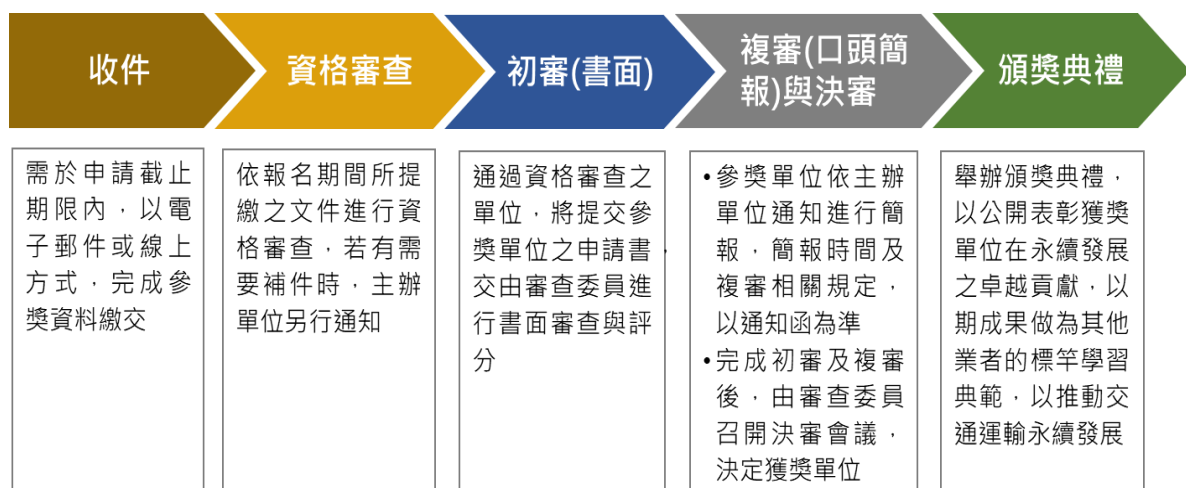 收件
資格審查
初審(書面)
複審(口頭簡
報)與決審
頒獎典禮
需於申請截止
期限內，以電
子郵件或線上
方式，完成參
獎資料繳交
依報名期間所提
繳之文件進行資
格審查，若有需
要補件時，主辦
單位另行通知
通過資格審查之
單位，將提交參
獎單位之申請書，
交由審查委員進
行書面審查與評
分
•參獎單位依主辦
單位通知進行簡
報，簡報時間及
複審相關規定，
以通知函為準
•完成初審及複審
後，由審查委員
召開決審會議，
決定獲獎單位
舉辦頒獎典禮，
以公開表彰獲獎
單位在永續發展
之卓越貢獻，以
期成果做為其他
業者的標竿學習
典範，以推動交
通運輸永續發展